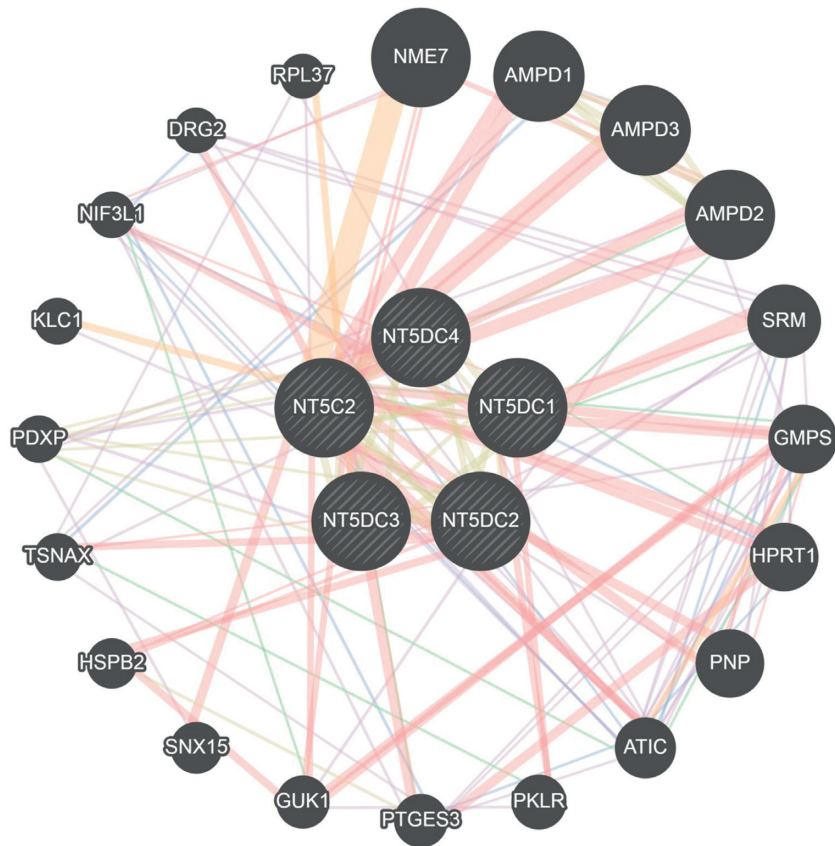 NME7
RPL37
AMPD1
AMPD3
DRG2
AMPD2
NIF3L1
KLC1
SRM
NT5DC4
NT5C2
NT5DC1
PDXP
GMPS
NT5DC3
NT5DC2
TSNAX
HPRT1
HSPB2
PNP
SNX15
ATIC
GUK1
PTGES3
PKLR